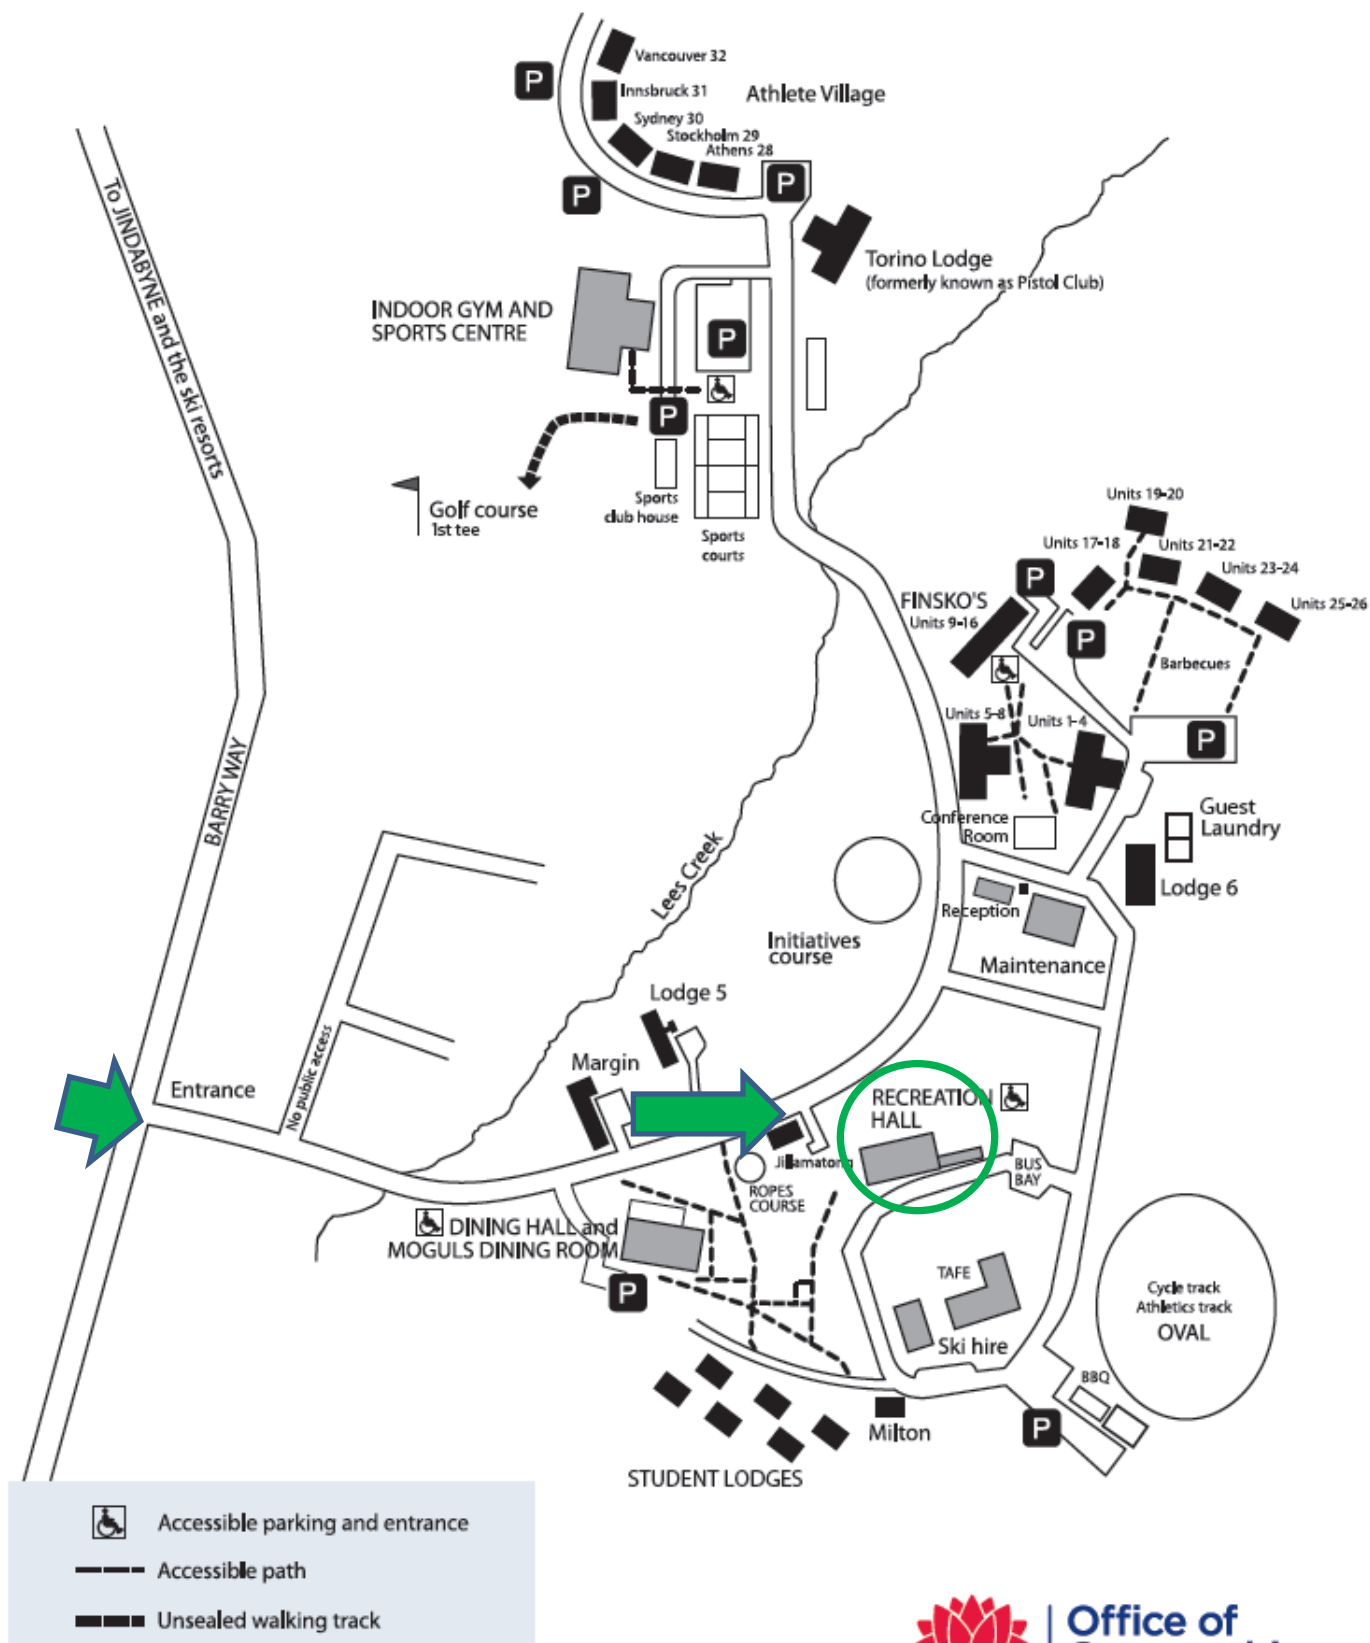 Vancouver 32
P
Innsbruck 31
Athlete Village
Sydney 30
Stockholm 29
Athens 28
P
P
To JINDABYNE and the ski resorts
Torino Lodge
(formerly known as Pistol Club)
INDOOR GYM AND
SPORTS CENTRE
P
P
Golf course
1st tee
Sports
club house
Sports
courts
Units 19-20
Units 17-18
Units 21-22
Units 23-24
Units 25-26
P
FINSKO'S
Units 9-16
P
Barbecues
Units 5-8
Units 1-4
P
BARRY WAY
Conference
Room
Guest
Laundry
Lodge 6
Lees Creek
Reception
Initiatives
course
Maintenance
Lodge 5
No public access
Margin
Entrance
RECREATION
HALL
Jillamatong
BUS
BAY
ROPES
COURSE
DINING HALL and
MOGULS DINING ROOM
P
TAFE
Cycle track
Athletics track
OVAL
Ski hire
BBQ
Milton
P
STUDENT LODGES
Accessible parking and entrance
Accessible path
Unsealed walking track
Office of